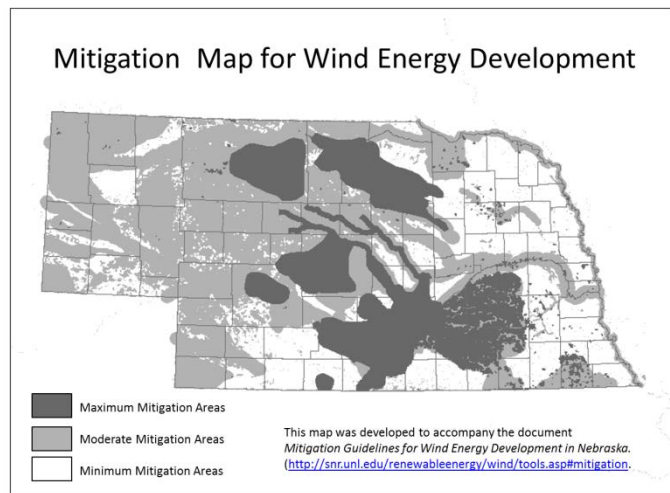 Mitigation Map for Wind Energy Development
Maximum Mitigation Areas
Moderate Mitigation Areas
Minimum Mitigation Areas
This map was developed to accompany the document
Mitigation Guidelines for Wind Energy Development in Nebraska.
(http://snr.unl.edu/renewableenergy/wind/tools.asp#mitigation.